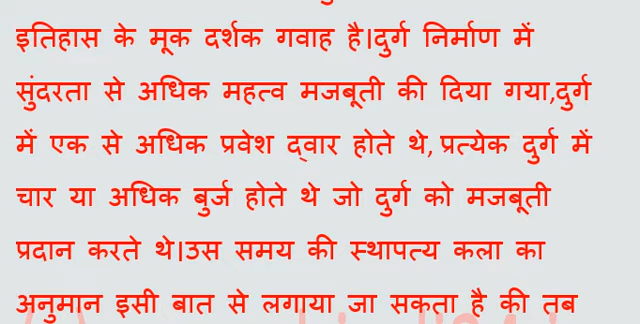 इतिहास के मूक दर्शक गवाह है।दुर्ग निर्माण में
सुंदरता से अधिक महत्व मजबूती की दिया गया,दुर्ग
में एक से अधिक प्रवेश द्वार होते थे, प्रत्येक दुर्ग में
चार या अधिक बुर्ज होते थे जो दुर्ग को मजबूती
प्रदान करते थे।उस समय की स्थापत्य कला का
अनुमान इसी बात से लगाया जा सकता है की तब